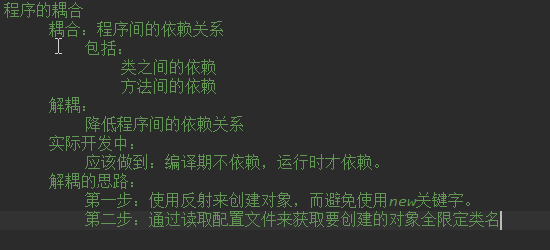 程序的耦合
耦合：程序间的依赖关系
包括：
类之间的依赖
方法间的依赖
解耦：
降低程序间的依赖关系
实际开发中：
应该做到：编译期不依赖，运行时才依赖。
解耦的思路：
第一步：使用反射来创建对象，而避免使用new关键字。
第二步：通过读取配置文件来获取要创建的对象全限定类名